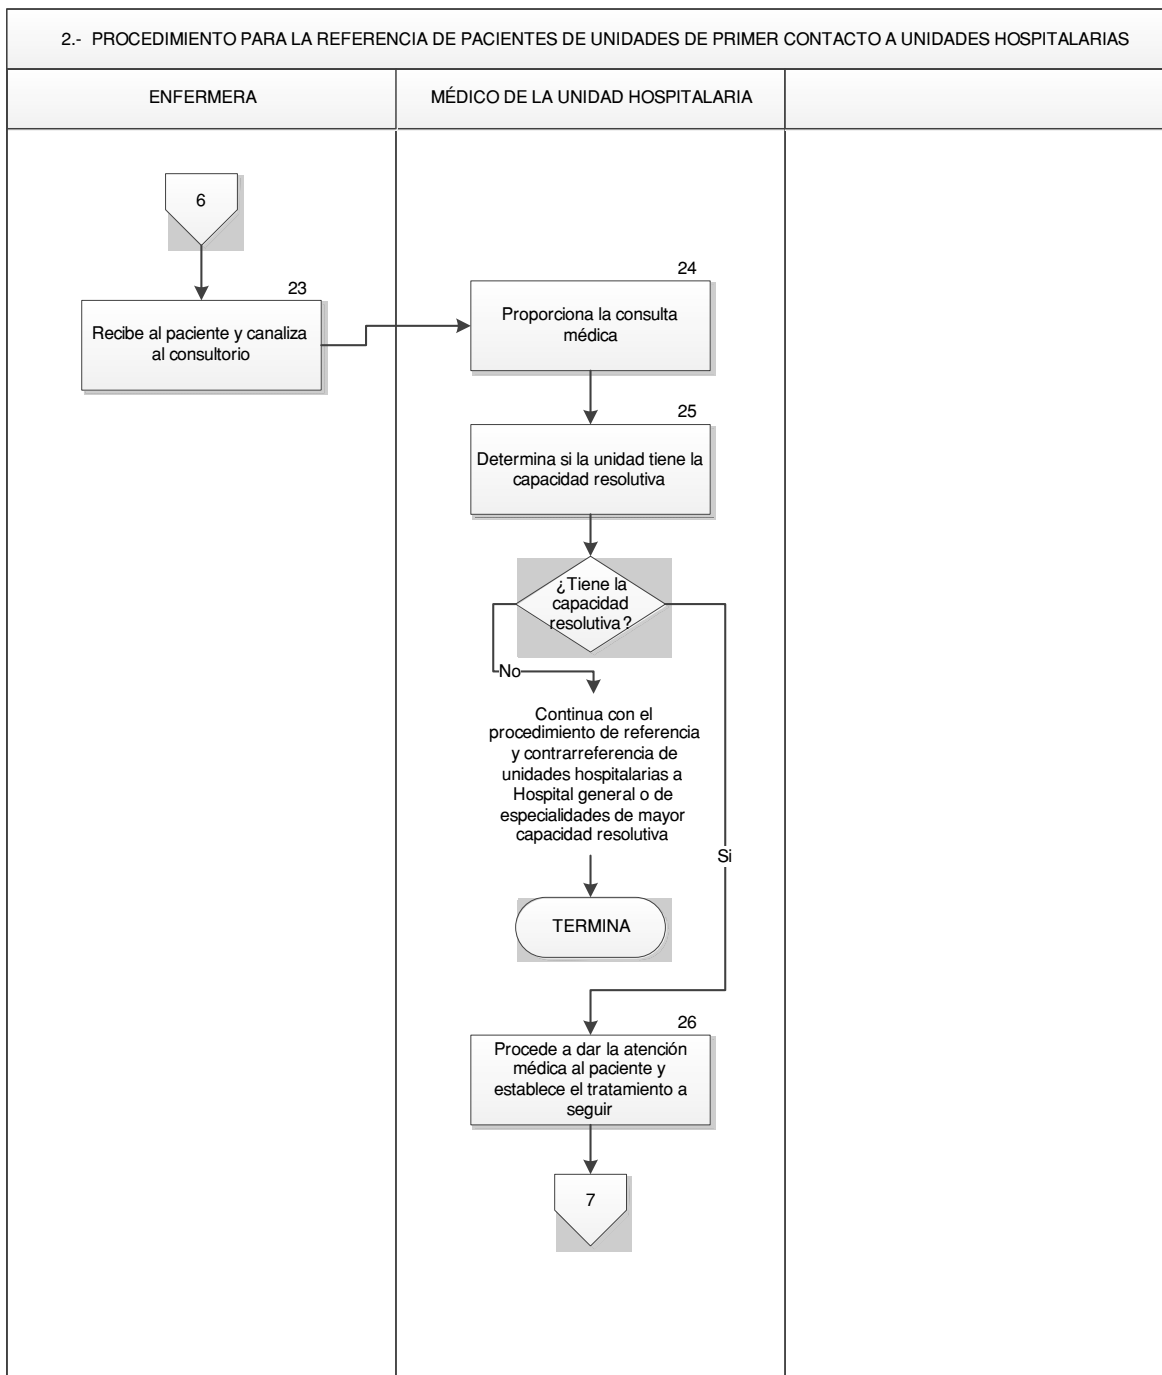 2.- PROCEDIMIENTO PARA LA REFERENCIA DE PACIENTES DE UNIDADES DE PRIMER CONTACTO A UNIDADES HOSPITALARIAS
ENFERMERA
MÉDICO DE LA UNIDAD HOSPITALARIA
6
23
Recibe al paciente y canaliza
al consultorio
24
Proporciona la consulta
médica
25
Determina si la unidad tiene la
capacidad resolutiva
¿Tiene la
capacidad
resolutiva?
No
Continua con el
procedimiento de referencia
y contrarreferencia de
unidades hospitalarias a
Hospital general o de
especialidades de mayor
capacidad resolutiva
Si
TERMINA
26
Procede a dar la atención
médica al paciente y
establece el tratamiento a
seguir
7